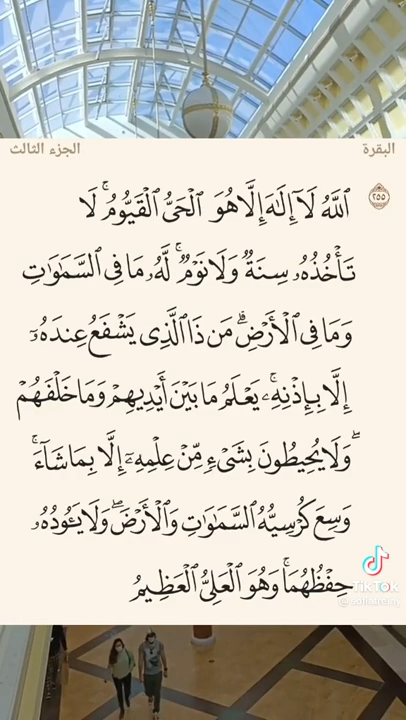 البقرة
الجزء الثالث
٢٥٥
ٱللَّهُ لَآ إِلَٰهَ إِلَّا هُوَ ٱلْحَىُّ ٱلْقَيُّومُ ۚ لَا
تَأْخُذُهُۥ سِنَةٌ وَلَا نَوْمٌ ۚ لَّهُۥ مَا فِى ٱلسَّمَٰوَٰتِ
وَمَا فِى ٱلْأَرْضِ ۗ مَن ذَا ٱلَّذِى يَشْفَعُ عِندَهُۥٓ
إِلَّا بِإِذْنِهِۦ ۚ يَعْلَمُ مَا بَيْنَ أَيْدِيهِمْ وَمَا خَلْفَهُمْ ۖ
وَلَا يُحِيطُونَ بِشَىْءٍ مِّنْ عِلْمِهِۦٓ إِلَّا بِمَا شَآءَ ۚ
وَسِعَ كُرْسِيُّهُ ٱلسَّمَٰوَٰتِ وَٱلْأَرْضَ ۖ وَلَا يَـُٔودُهُۥ
حِفْظُهُمَا ۚ وَهُوَ ٱلْعَلِىُّ ٱلْعَظِيمُ
TikTok